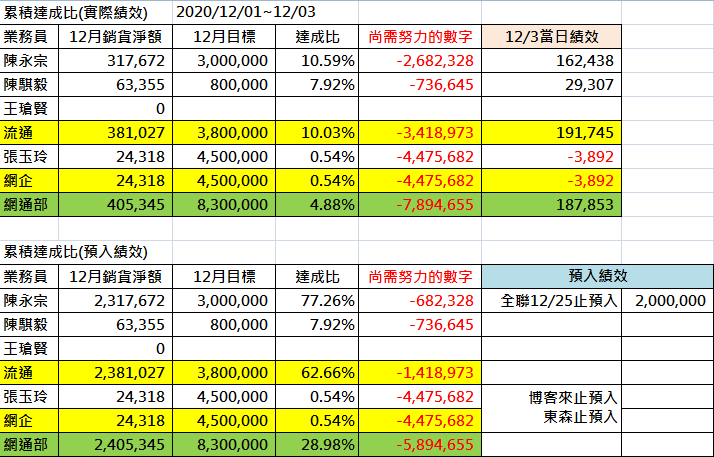 累積達成比(實際績效) 2020/12/01~12/03
業務員 12月銷貨淨額 12月目標 達成比 尚需努力的數字 12/3當日績效
陳永宗 317,672 3,000,000 10.59% -2,682,328 162,438
陳騏毅 63,355 800,000 7.92% -736,645 29,307
王瑲賢 0
流通 381,027 3,800,000 10.03% -3,418,973 191,745
張玉玲 24,318 4,500,000 0.54% -4,475,682 -3,892
網企 24,318 4,500,000 0.54% -4,475,682 -3,892
網通部 405,345 8,300,000 4.88% -7,894,655 187,853
累積達成比(預入績效)
業務員 12月銷貨淨額 12月目標 達成比 尚需努力的數字 預入績效
陳永宗 2,317,672 3,000,000 77.26% -682,328 全聯12/25止預入 2,000,000
陳騏毅 63,355 800,000 7.92% -736,645
王瑲賢 0
流通 2,381,027 3,800,000 62.66% -1,418,973
張玉玲 24,318 4,500,000 0.54% -4,475,682 博客來止預入
網企 24,318 4,500,000 0.54% -4,475,682 東森止預入
網通部 2,405,345 8,300,000 28.98% -5,894,655